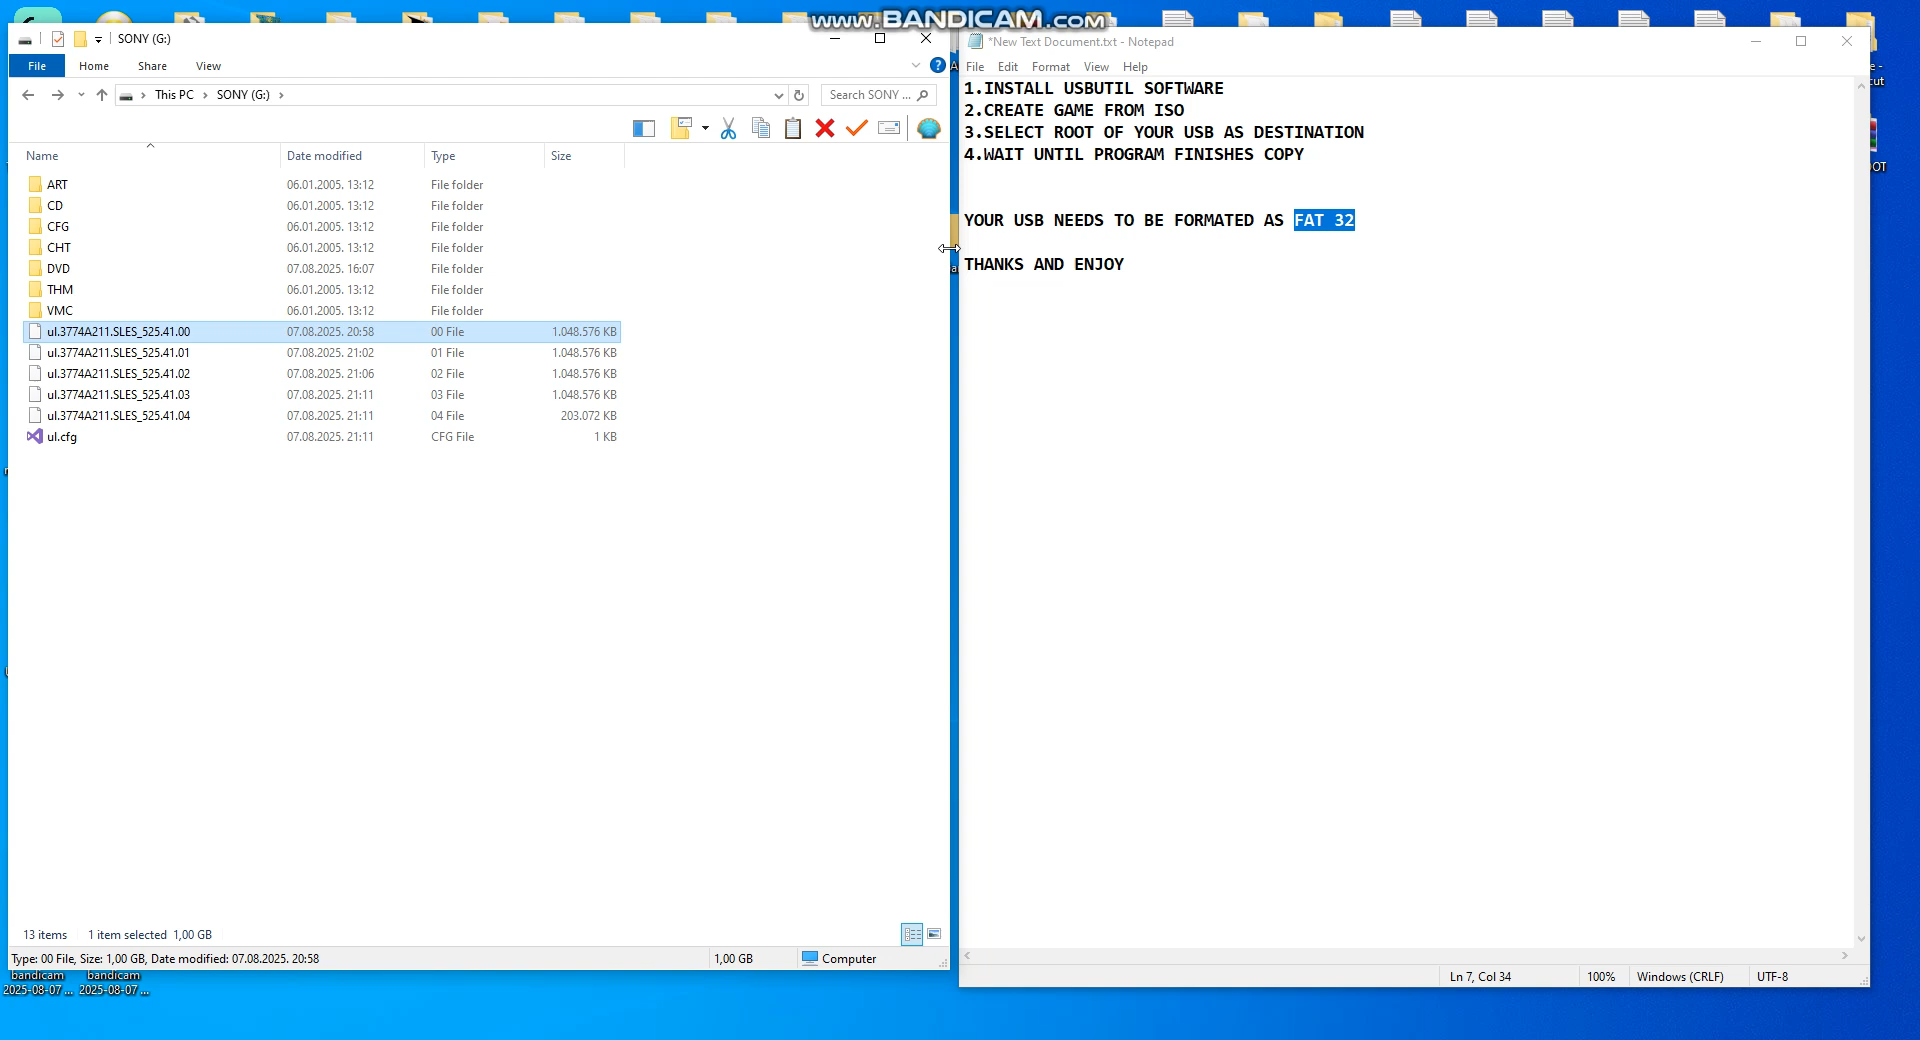 www.BANDICAM.com
SONY (G:)
File Home Share View
This PC SONY (G:)
Search SONY ...
Name Date modified Type Size
ART 06.01.2005. 13:12 File folder
CD 06.01.2005. 13:12 File folder
CFG 06.01.2005. 13:12 File folder
CHT 06.01.2005. 13:12 File folder
DVD 07.08.2025. 16:07 File folder
THM 06.01.2005. 13:12 File folder
VMC 06.01.2005. 13:12 File folder
ul.3774A211.SLES_525.41.00 07.08.2025. 20:58 00 File 1.048.576 KB
ul.3774A211.SLES_525.41.01 07.08.2025. 21:02 01 File 1.048.576 KB
ul.3774A211.SLES_525.41.02 07.08.2025. 21:06 02 File 1.048.576 KB
ul.3774A211.SLES_525.41.03 07.08.2025. 21:11 03 File 1.048.576 KB
ul.3774A211.SLES_525.41.04 07.08.2025. 21:11 04 File 203.072 KB
ul.cfg 07.08.2025. 21:11 CFG File 1 KB
13 items 1 item selected 1,00 GB
Type: 00 File, Size: 1,00 GB, Date modified: 07.08.2025. 20:58 1,00 GB Computer
bandicam bandicam
2025-08-07 ... 2025-08-07 ...
*New Text Document.txt - Notepad
File Edit Format View Help
1.INSTALL USBUTIL SOFTWARE
2.CREATE GAME FROM ISO
3.SELECT ROOT OF YOUR USB AS DESTINATION
4.WAIT UNTIL PROGRAM FINISHES COPY
YOUR USB NEEDS TO BE FORMATED AS FAT 32
THANKS AND ENJOY
Ln 7, Col 34 100% Windows (CRLF) UTF-8